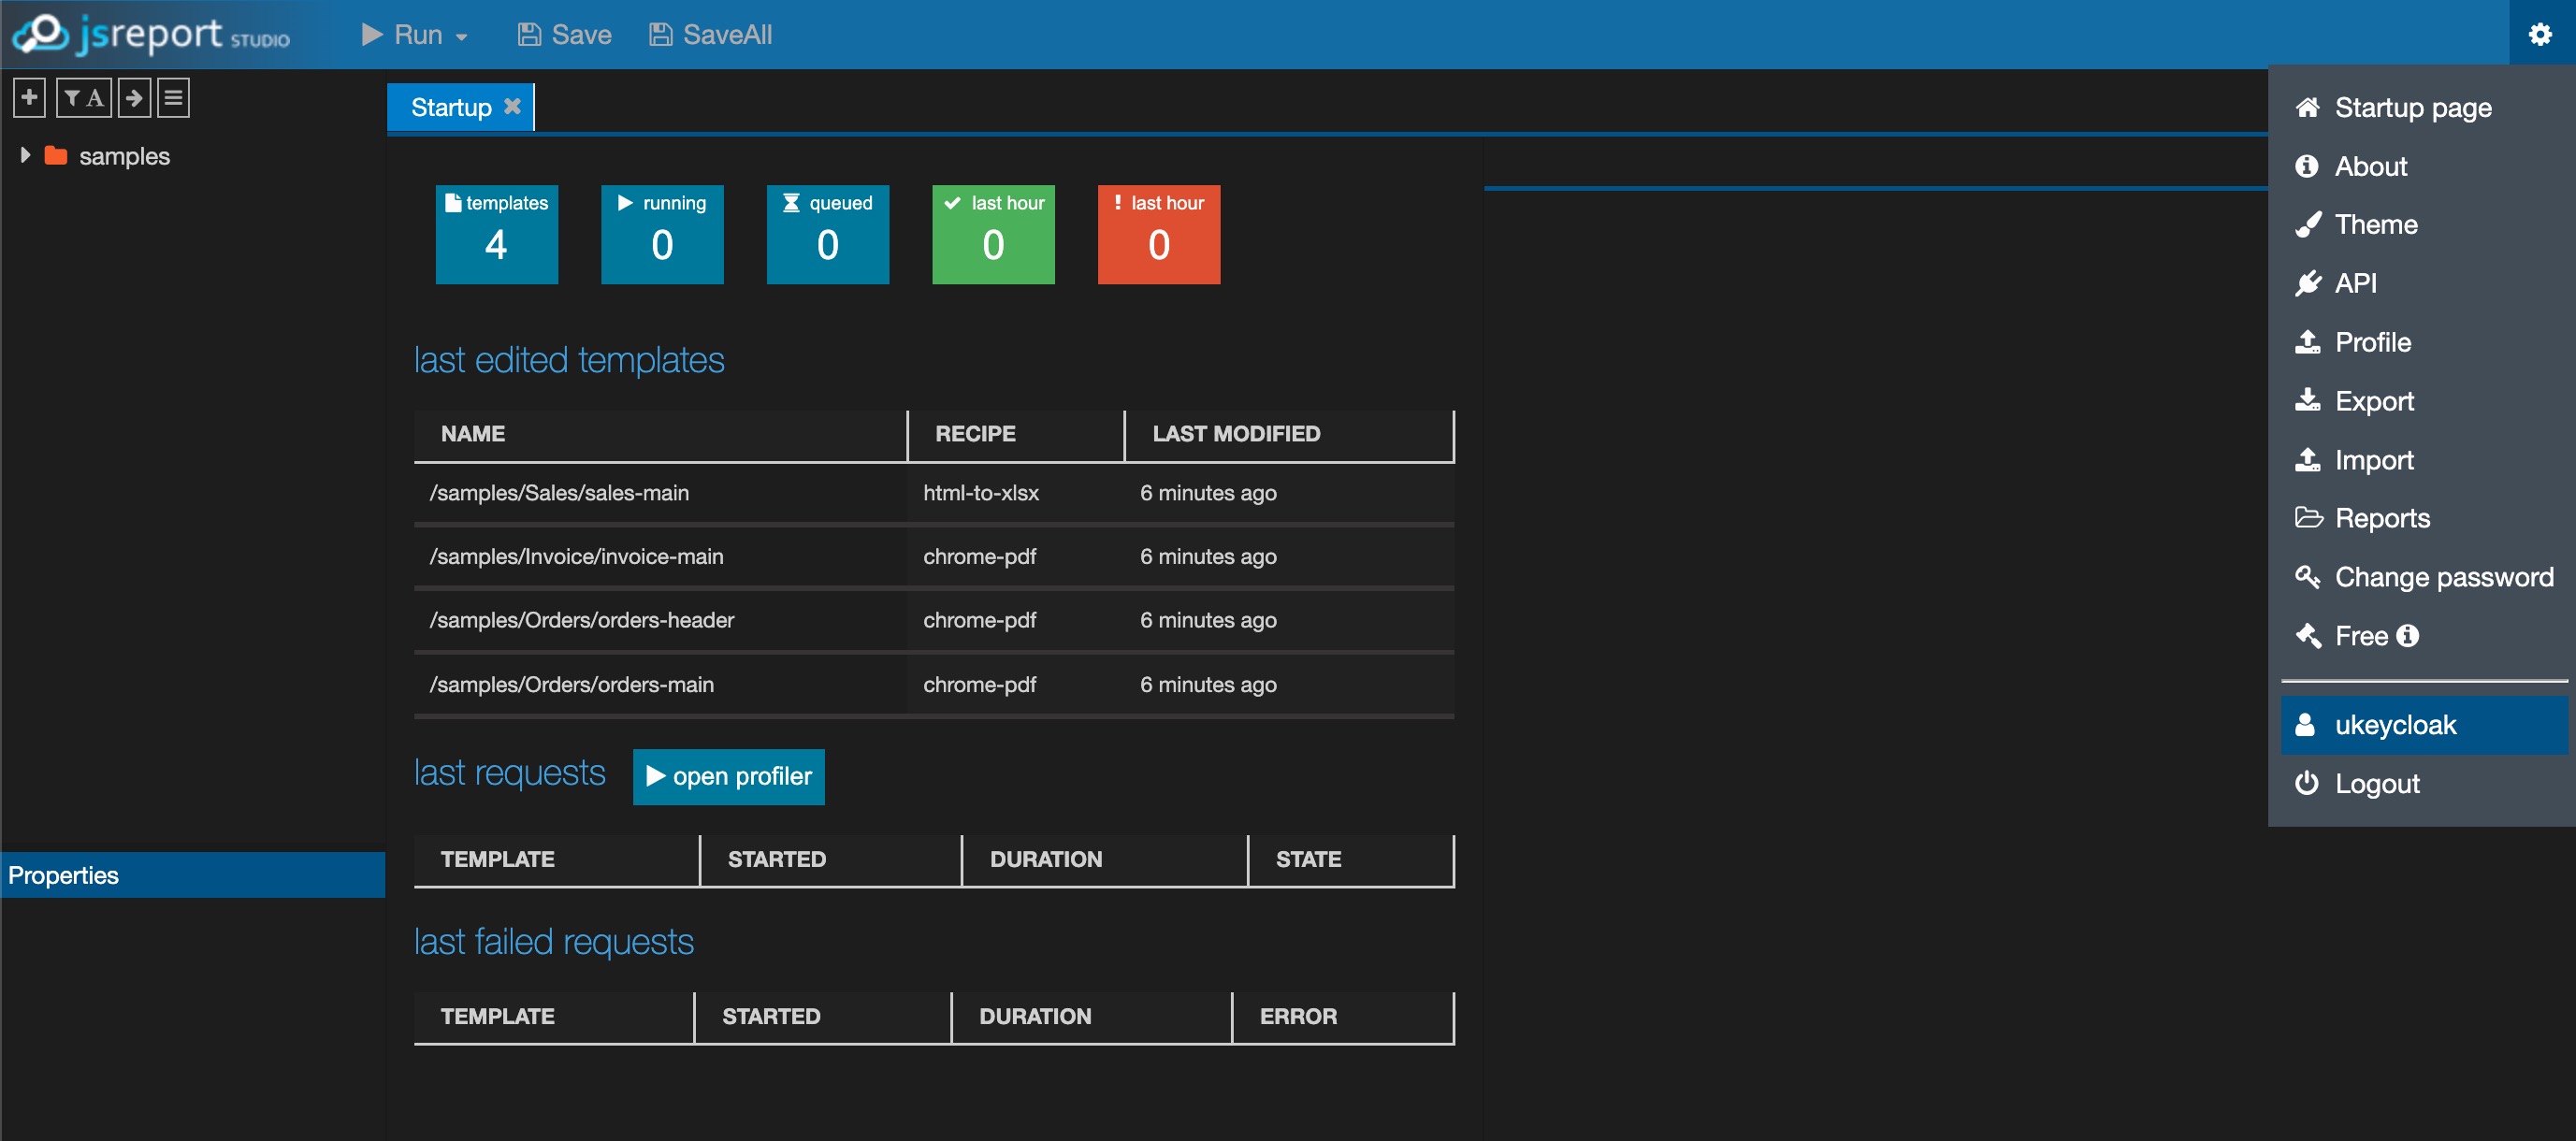 jsreport STUDIO
Run
Save
SaveAll
A
samples
Startup
templates
4
running
0
queued
0
last hour
0
last hour
0
last edited templates
NAME RECIPE LAST MODIFIED
/samples/Sales/sales-main html-to-xlsx 6 minutes ago
/samples/Invoice/invoice-main chrome-pdf 6 minutes ago
/samples/Orders/orders-header chrome-pdf 6 minutes ago
/samples/Orders/orders-main chrome-pdf 6 minutes ago
last requests
open profiler
TEMPLATE STARTED DURATION STATE
last failed requests
TEMPLATE STARTED DURATION ERROR
Properties
Startup page
About
Theme
API
Profile
Export
Import
Reports
Change password
Free
ukeycloak
Logout